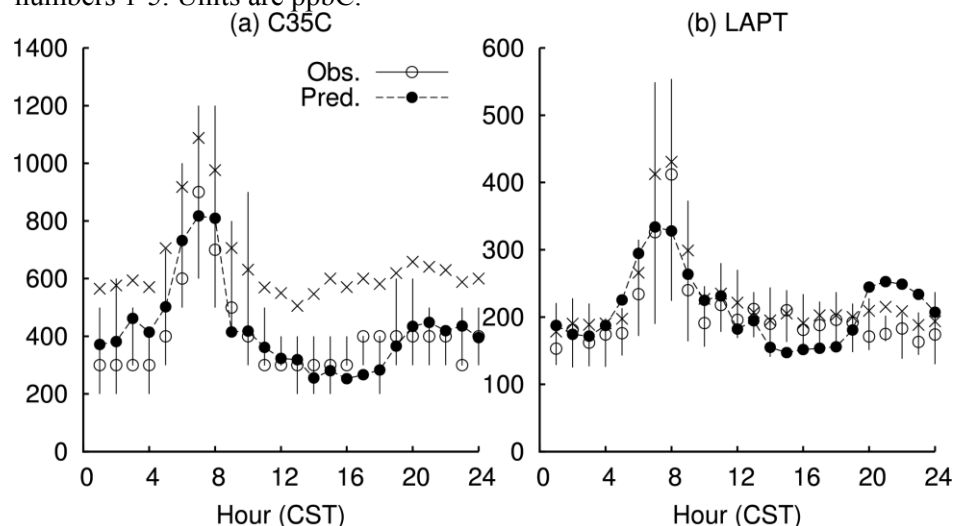 numbers 1-5. Units are ppbC.
(a) C35C
(b) LAPT
Obs.
Pred.
1400
1200
1000
800
600
400
200
0
600
500
400
300
200
100
0
0 4 8 12 16 20 24
0 4 8 12 16 20 24
Hour (CST)
Hour (CST)